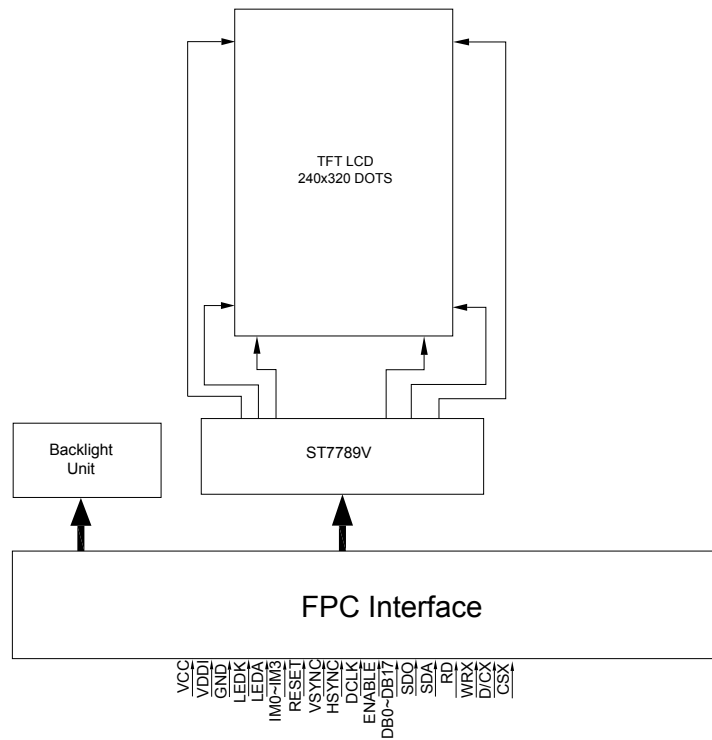 TFT LCD
240x320 DOTS
Backlight
Unit
ST7789V
FPC Interface
VCC
VDDI
GND
LEDK
LEDA
IM0~IM3
RESET
VSYNC
HSYNC
DCLK
ENABLE
DB0~DB17
SDO
SDA
RD
WRX
D/CX
CSX